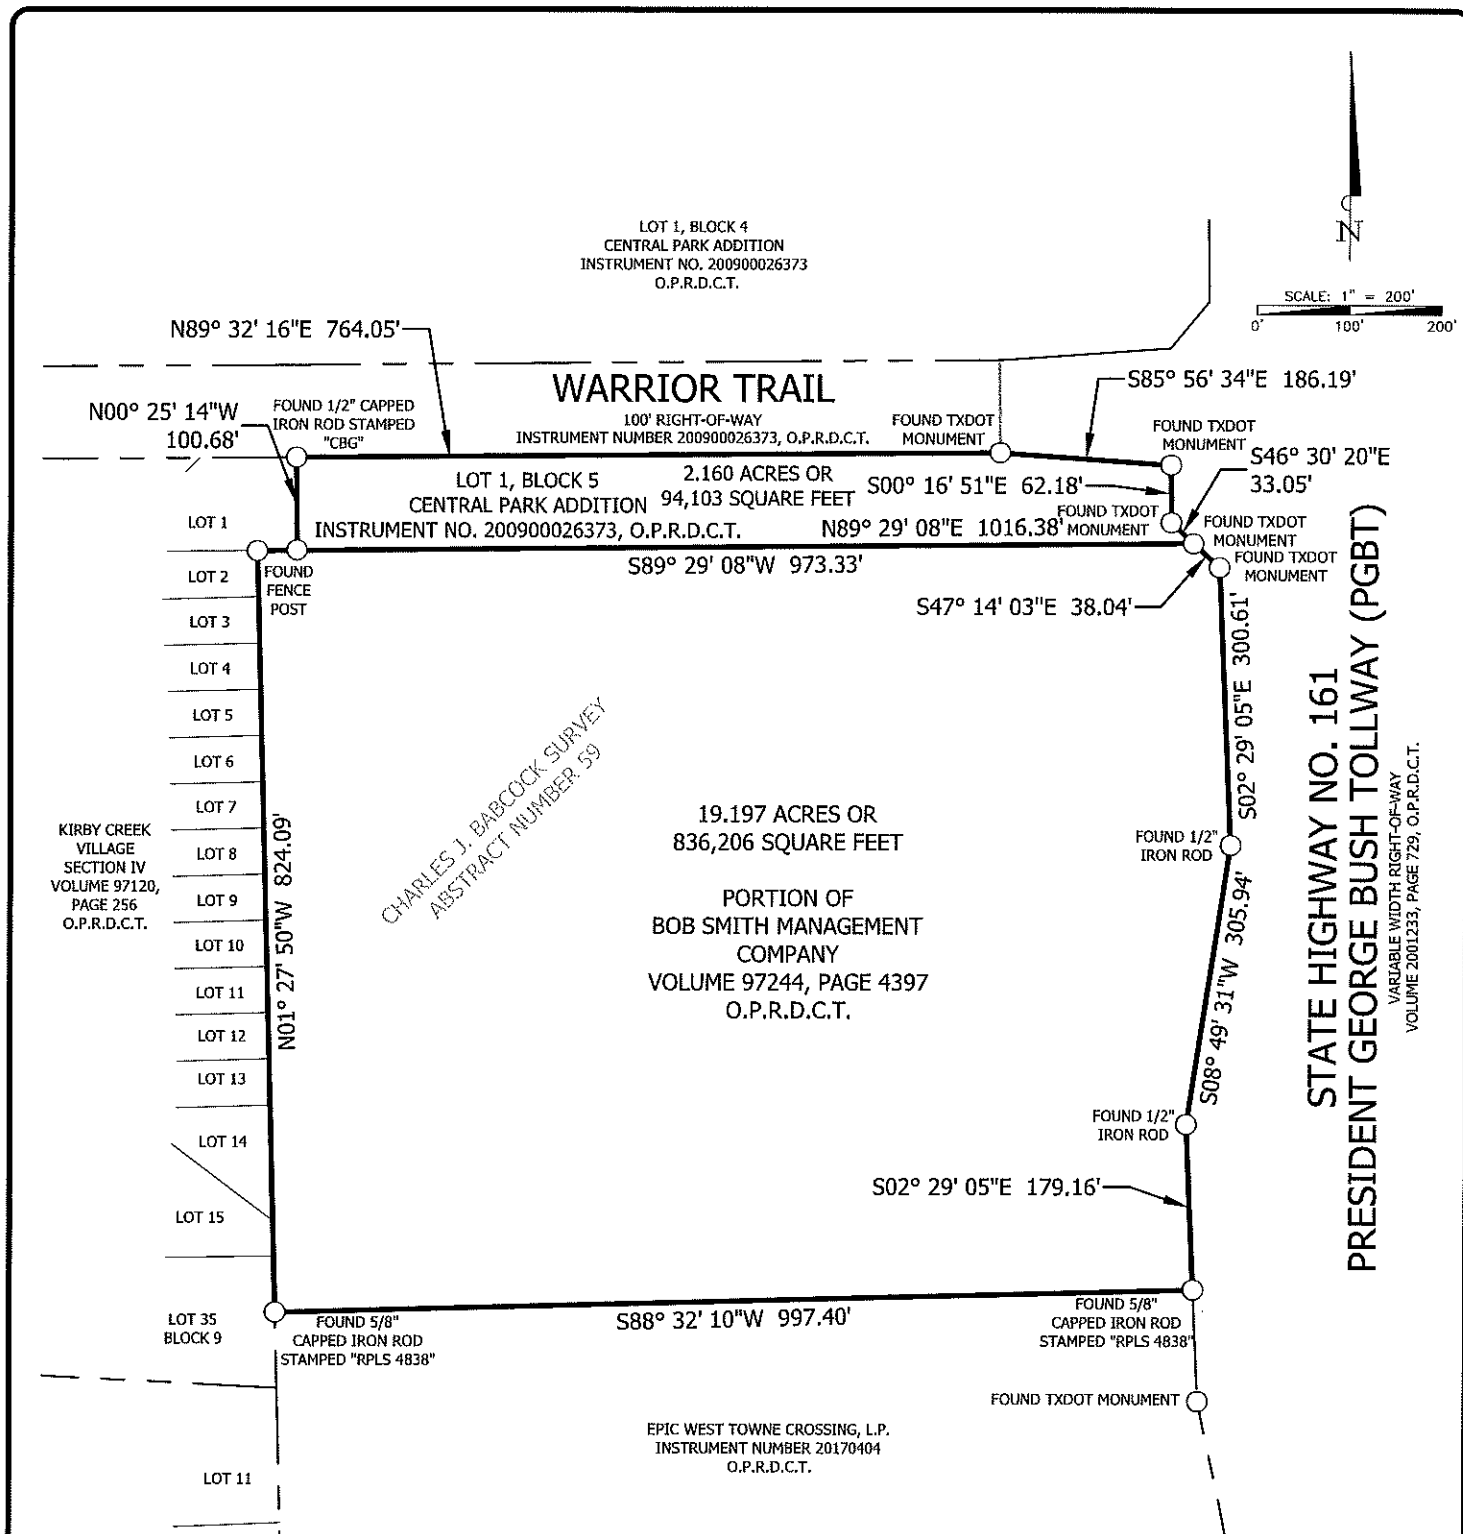 LOT 1, BLOCK 4
CENTRAL PARK ADDITION
INSTRUMENT NO. 200900026373
O.P.R.D.C.T.
N
SCALE: 1" = 200'
0'
100'
200'
N89° 32' 16"E 764.05'
WARRIOR TRAIL
100' RIGHT-OF-WAY
INSTRUMENT NUMBER 200900026373, O.P.R.D.C.T.
S85° 56' 34"E 186.19'
N00° 25' 14"W
100.68'
FOUND 1/2" CAPPED
IRON ROD STAMPED
"CBG"
FOUND TXDOT
MONUMENT
FOUND TXDOT
MONUMENT
S46° 30' 20"E
33.05'
LOT 1, BLOCK 5
CENTRAL PARK ADDITION
INSTRUMENT NO. 200900026373, O.P.R.D.C.T.
2.160 ACRES OR
94,103 SQUARE FEET
S00° 16' 51"E 62.18'
FOUND TXDOT
MONUMENT
N89° 29' 08"E 1016.38'
FOUND TXDOT
MONUMENT
FOUND TXDOT
MONUMENT
S89° 29' 08"W 973.33'
S47° 14' 03"E 38.04'
FOUND
FENCE
POST
LOT 1
LOT 2
LOT 3
LOT 4
LOT 5
LOT 6
LOT 7
LOT 8
LOT 9
LOT 10
LOT 11
LOT 12
LOT 13
LOT 14
LOT 15
LOT 35
BLOCK 9
LOT 11
KIRBY CREEK
VILLAGE
SECTION IV
VOLUME 97120,
PAGE 256
O.P.R.D.C.T.
N01° 27' 50"W 824.09'
CHARLES J. BABCOCK SURVEY
ABSTRACT NUMBER 59
19.197 ACRES OR
836,206 SQUARE FEET
PORTION OF
BOB SMITH MANAGEMENT
COMPANY
VOLUME 97244, PAGE 4397
O.P.R.D.C.T.
S02° 29' 05"E 300.61'
FOUND 1/2"
IRON ROD
S08° 49' 31"W 305.94'
FOUND 1/2"
IRON ROD
S02° 29' 05"E 179.16'
STATE HIGHWAY NO. 161
PRESIDENT GEORGE BUSH TOLLWAY (PGBT)
VARIABLE WIDTH RIGHT-OF-WAY
VOLUME 2001233, PAGE 729, O.P.R.D.C.T.
S88° 32' 10"W 997.40'
FOUND 5/8"
CAPPED IRON ROD
STAMPED "RPLS 4838"
FOUND 5/8"
CAPPED IRON ROD
STAMPED "RPLS 4838"
FOUND TXDOT MONUMENT
EPIC WEST TOWNE CROSSING, L.P.
INSTRUMENT NUMBER 20170404
O.P.R.D.C.T.